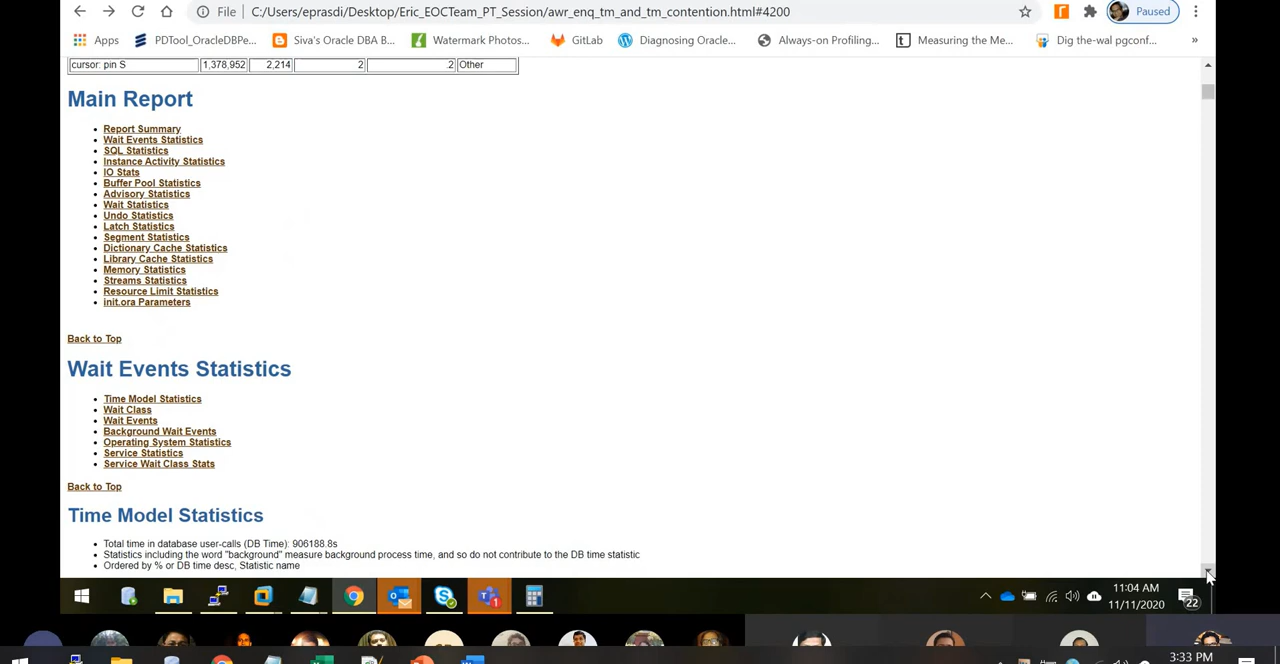 File
C:/Users/eprasdi/Desktop/Eric_EOCTeam_PT_Session/awr_enq_tm_and_tm_contention.html#4200
Paused
Apps
PDTool_OracleDBPe...
Siva's Oracle DBA B...
Watermark Photos...
GitLab
Diagnosing Oracle...
Always-on Profiling...
Measuring the Me...
Dig the-wal pgconf...
»
cursor: pin S 1,378,952 2,214 2 .2 Other
Main Report
Report Summary
Wait Events Statistics
SQL Statistics
Instance Activity Statistics
IO Stats
Buffer Pool Statistics
Advisory Statistics
Wait Statistics
Undo Statistics
Latch Statistics
Segment Statistics
Dictionary Cache Statistics
Library Cache Statistics
Memory Statistics
Streams Statistics
Resource Limit Statistics
init.ora Parameters
Back to Top
Wait Events Statistics
Time Model Statistics
Wait Class
Wait Events
Background Wait Events
Operating System Statistics
Service Statistics
Service Wait Class Stats
Back to Top
Time Model Statistics
Total time in database user-calls (DB Time): 906188.8s
Statistics including the word "background" measure background process time, and so do not contribute to the DB time statistic
Ordered by % or DB time desc, Statistic name
11:04 AM
11/11/2020
22
3:33 PM